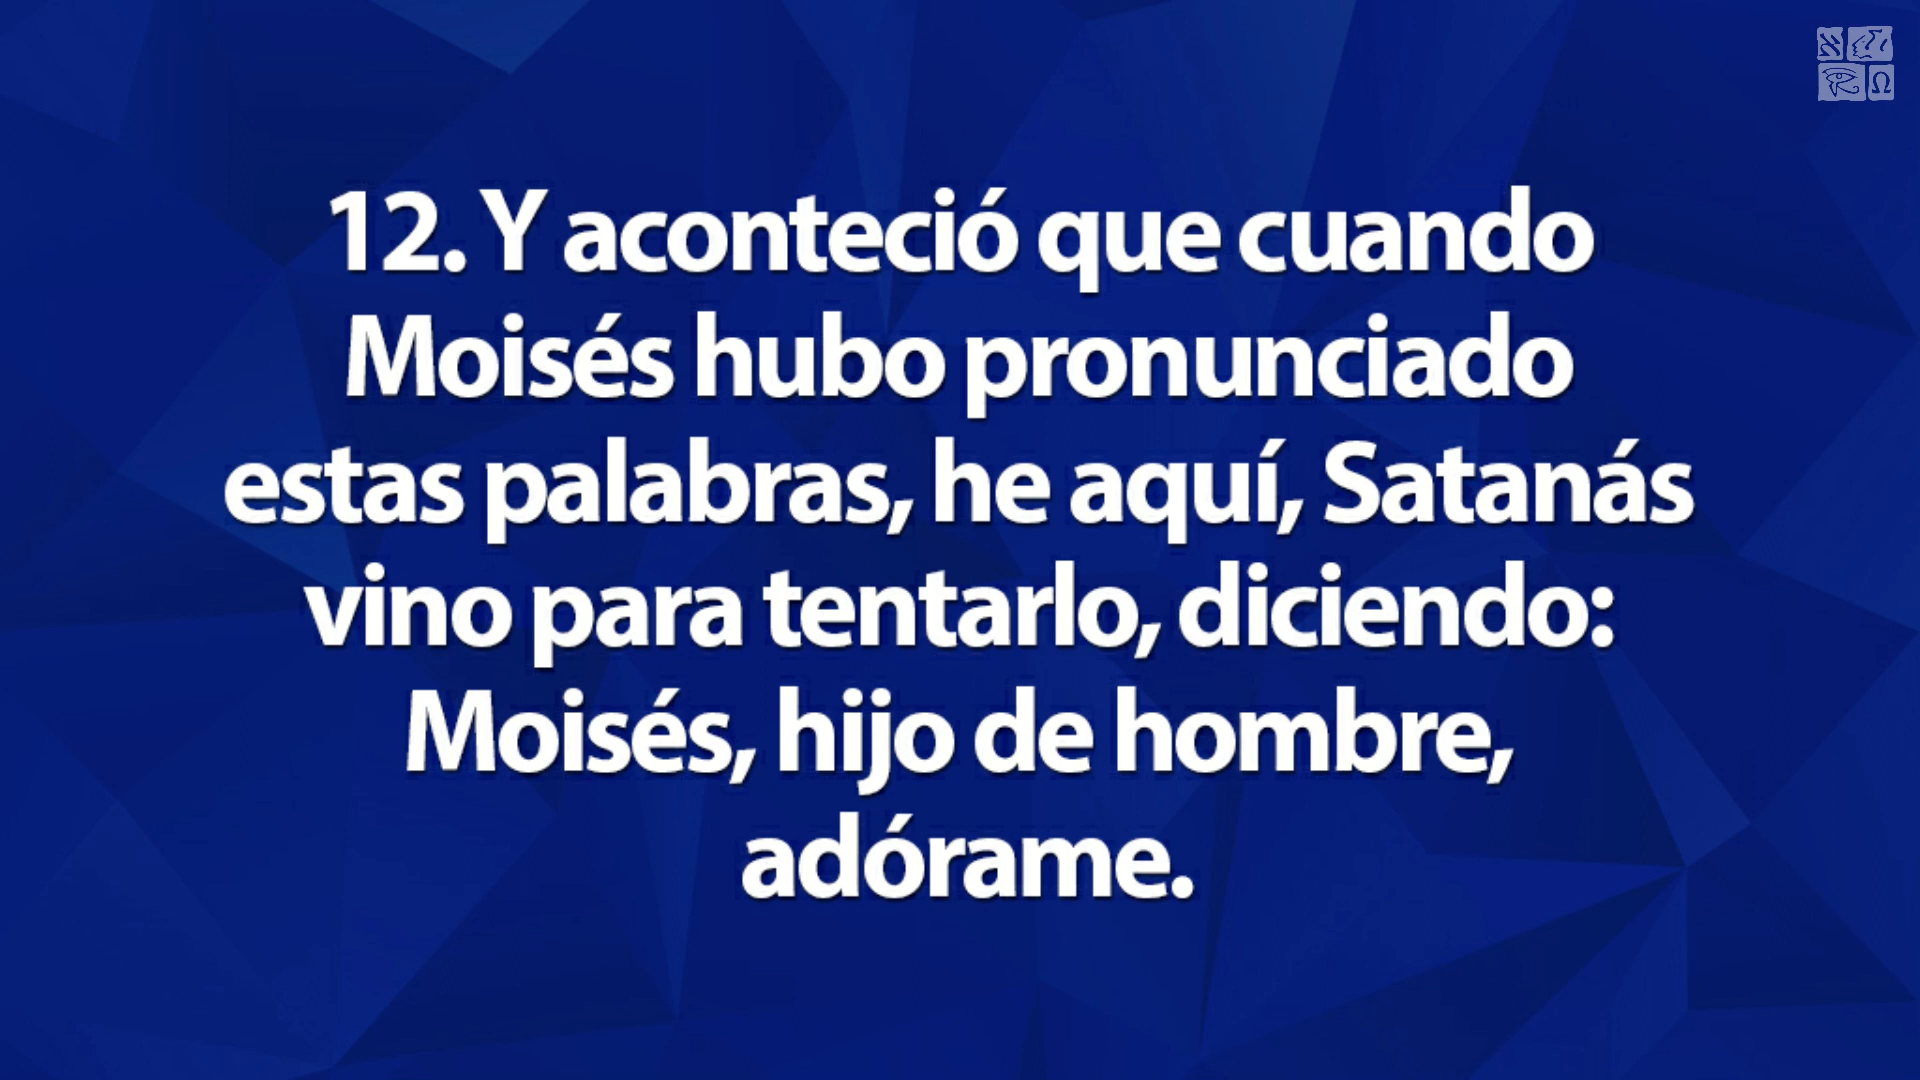 12. Y aconteció que cuando
Moisés hubo pronunciado
estas palabras, he aquí, Satanás
vino para tentarlo, diciendo:
Moisés, hijo de hombre,
adórame.